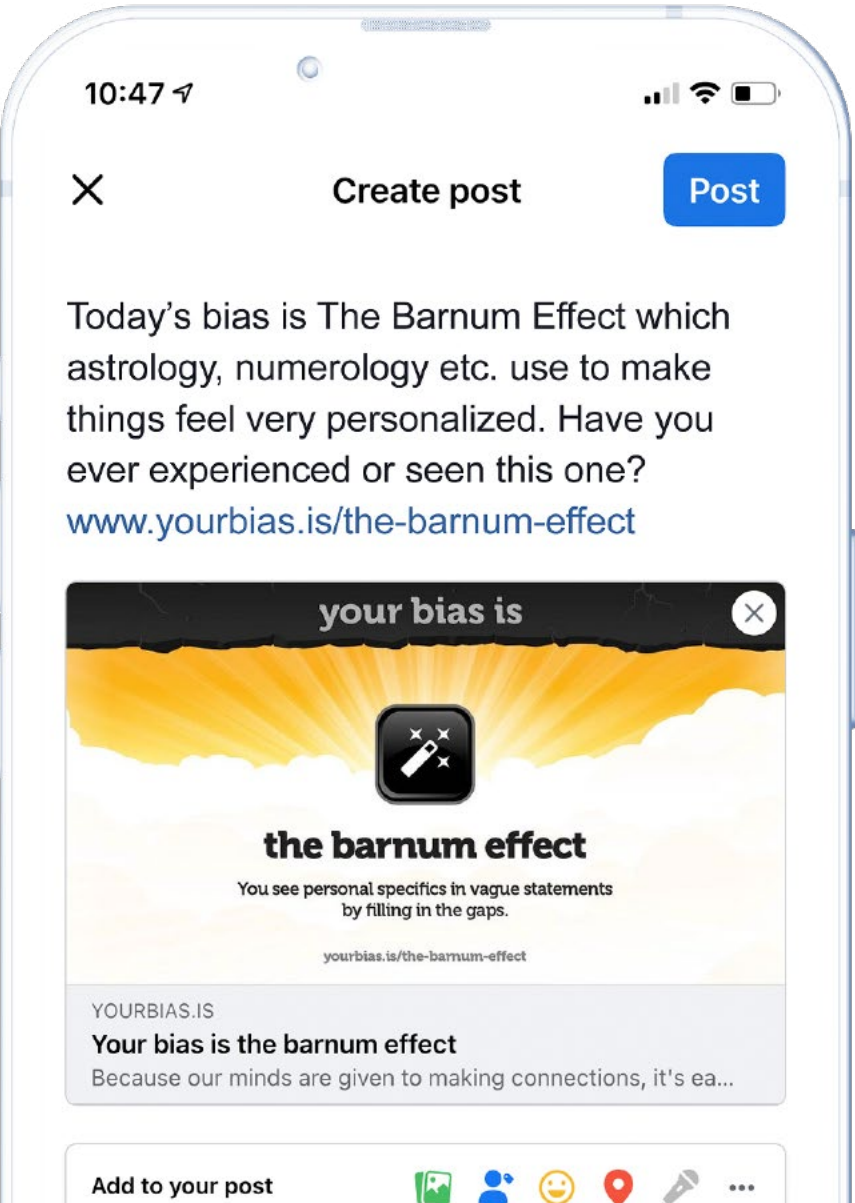 10:47
Create post
Post
Today’s bias is The Barnum Effect which
astrology, numerology etc. use to make
things feel very personalized. Have you
ever experienced or seen this one?
www.yourbias.is/the-barnum-effect
your bias is
the barnum effect
You see personal specifics in vague statements
by filling in the gaps.
yourbias.is/the-barnum-effect
YOURBIAS.IS
Your bias is the barnum effect
Because our minds are given to making connections, it's ea...
Add to your post